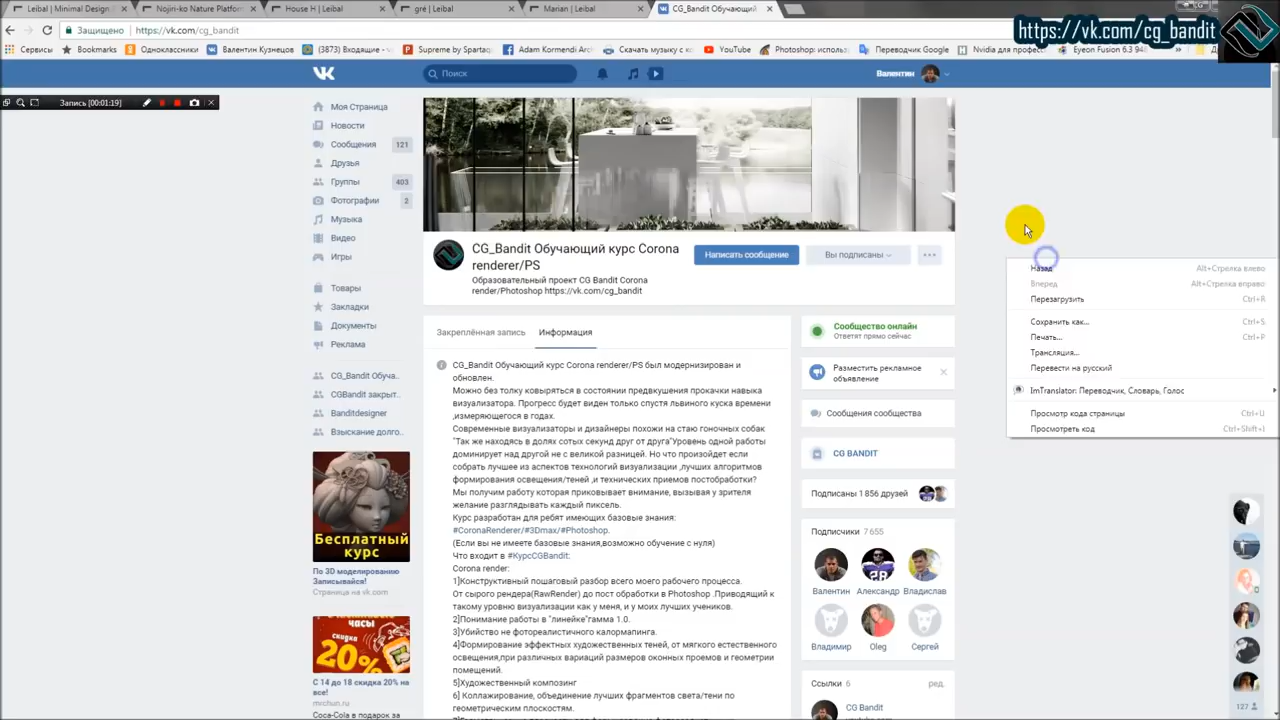 Leibal | Minimal Design
Nojiri-ko Nature Platfor
House H | Leibal
gré | Leibal
Marian | Leibal
CG_Bandit Обучающий
Защищено
https://vk.com/cg_bandit
https://vk.com/cg_bandit
Сервисы
Bookmarks
Одноклассники
Валентин Кузнецов
(3873) Входящие -
Supreme by Spartaq
Adam Kormendi Arch
Скачать музыку с ко
YouTube
Photoshop: использ
Переводчик Google
Nvidia для професс
Eyeon Fusion 6.3 948
Поиск
Валентин
Запись [00:01:19]
Моя Страница
Новости
Сообщения 121
Друзья
Группы 403
Фотографии 2
Музыка
Видео
Игры
Товары
Закладки
Документы
Реклама
CG_Bandit Обуча..
CGBandit закрыт..
Banditdesigner
Взыскание долго..
Бесплатный
курс
По 3D моделированию
Записывайся!
Страница на vk.com
часы
скидка
20%
С 14 до 18 скидка 20% на
все!
mvchun.ru
Coca-Cola в подарок за
CG_Bandit Обучающий курс Corona
renderer/PS
Образовательный проект CG Bandit Corona
render/Photoshop https://vk.com/cg_bandit
Написать сообщение
Вы подписаны
Закреплённая запись
Информация
CG_Bandit Обучающий курс Corona renderer/PS был модернизирован и
обновлен.
Можно без толку ковыряться в состоянии предвкушения прокачки навыка
визуализатора. Прогресс будет виден только спустя львиного куска времени
,измеряющегося в годах.
Современные визуализаторы и дизайнеры похожи на стаю гоночных собак
"Так же находясь в долях сотых секунд друг от друга"Уровень одной работы
доминирует над другой не с великой разницей. Но что произойдет если
собрать лучшее из аспектов технологий визуализации ,лучших алгоритмов
формирования освещения/теней ,и технических приемов постобработки?
Мы получим работу которая приковывает внимание, вызывая у зрителя
желание разглядывать каждый пиксель.
Курс разработан для ребят имеющих базовые знания:
#CoronaRenderer/#3Dmax/#Photoshop.
(Если вы не имеете базовые знания,возможно обучение с нуля)
Что входит в #КурсCGBandit:
Corona render:
1]Конструктивный пошаговый разбор всего моего рабочего процесса.
От сырого рендера(RawRender) до пост обработки в Photoshop .Приводящий к
такому уровню визуализации как у меня, и у моих лучших учеников.
2]Понимание работы в "линейке"гамма 1.0.
3]Убийство не фотореалистичного калормапинга.
4]Формирование эффектных художественных теней, от мягкого естественного
освещения,при различных вариаций размеров оконных проемов и геометрии
помещений.
5]Художественный композинг
6] Коллажирование, объединение лучших фрагментов света/тени по
геометрическим плоскостям.
Сообщество онлайн
Ответят прямо сейчас
Разместить рекламное
объявление
Сообщения сообщества
CG BANDIT
Подписаны 1 856 друзей
Подписчики 7 655
Валентин Александр Владислав
Владимир Oleg Сергей
Ссылки 6 ред.
CG Bandit
Назад Alt+Стрелка влево
Вперед Alt+Стрелка вправо
Перезагрузить Ctrl+R
Сохранить как... Ctrl+S
Печать... Ctrl+P
Трансляция...
Перевести на русский
ImTranslator: Переводчик, Словарь, Голос
Просмотр кода страницы Ctrl+U
Просмотреть код Ctrl+Shift+I
127